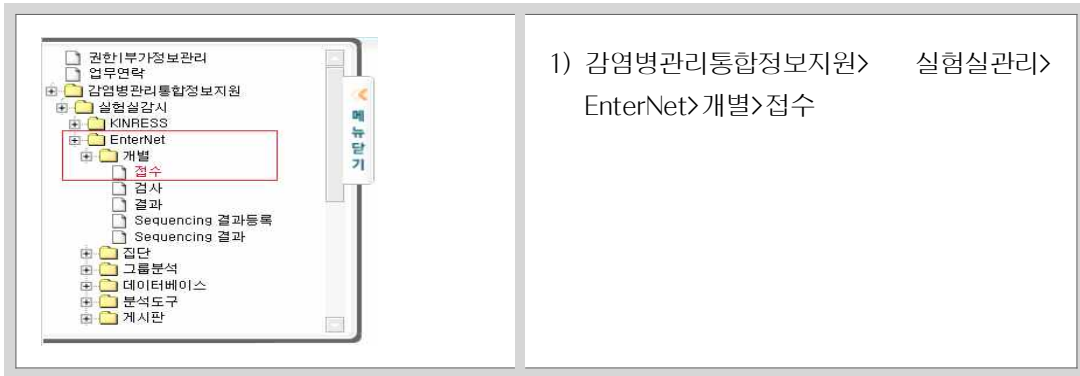 권한|부가정보관리
업무연락
감염병관리통합정보지원
실험실감시
KINRESS
EnterNet
개별
접수
검사
결과
Sequencing 결과등록
Sequencing 결과
집단
그룹분석
데이터베이스
분석도구
게시판
메뉴닫기
1) 감염병관리통합정보지원> 실험실관리>
EnterNet>개별>접수